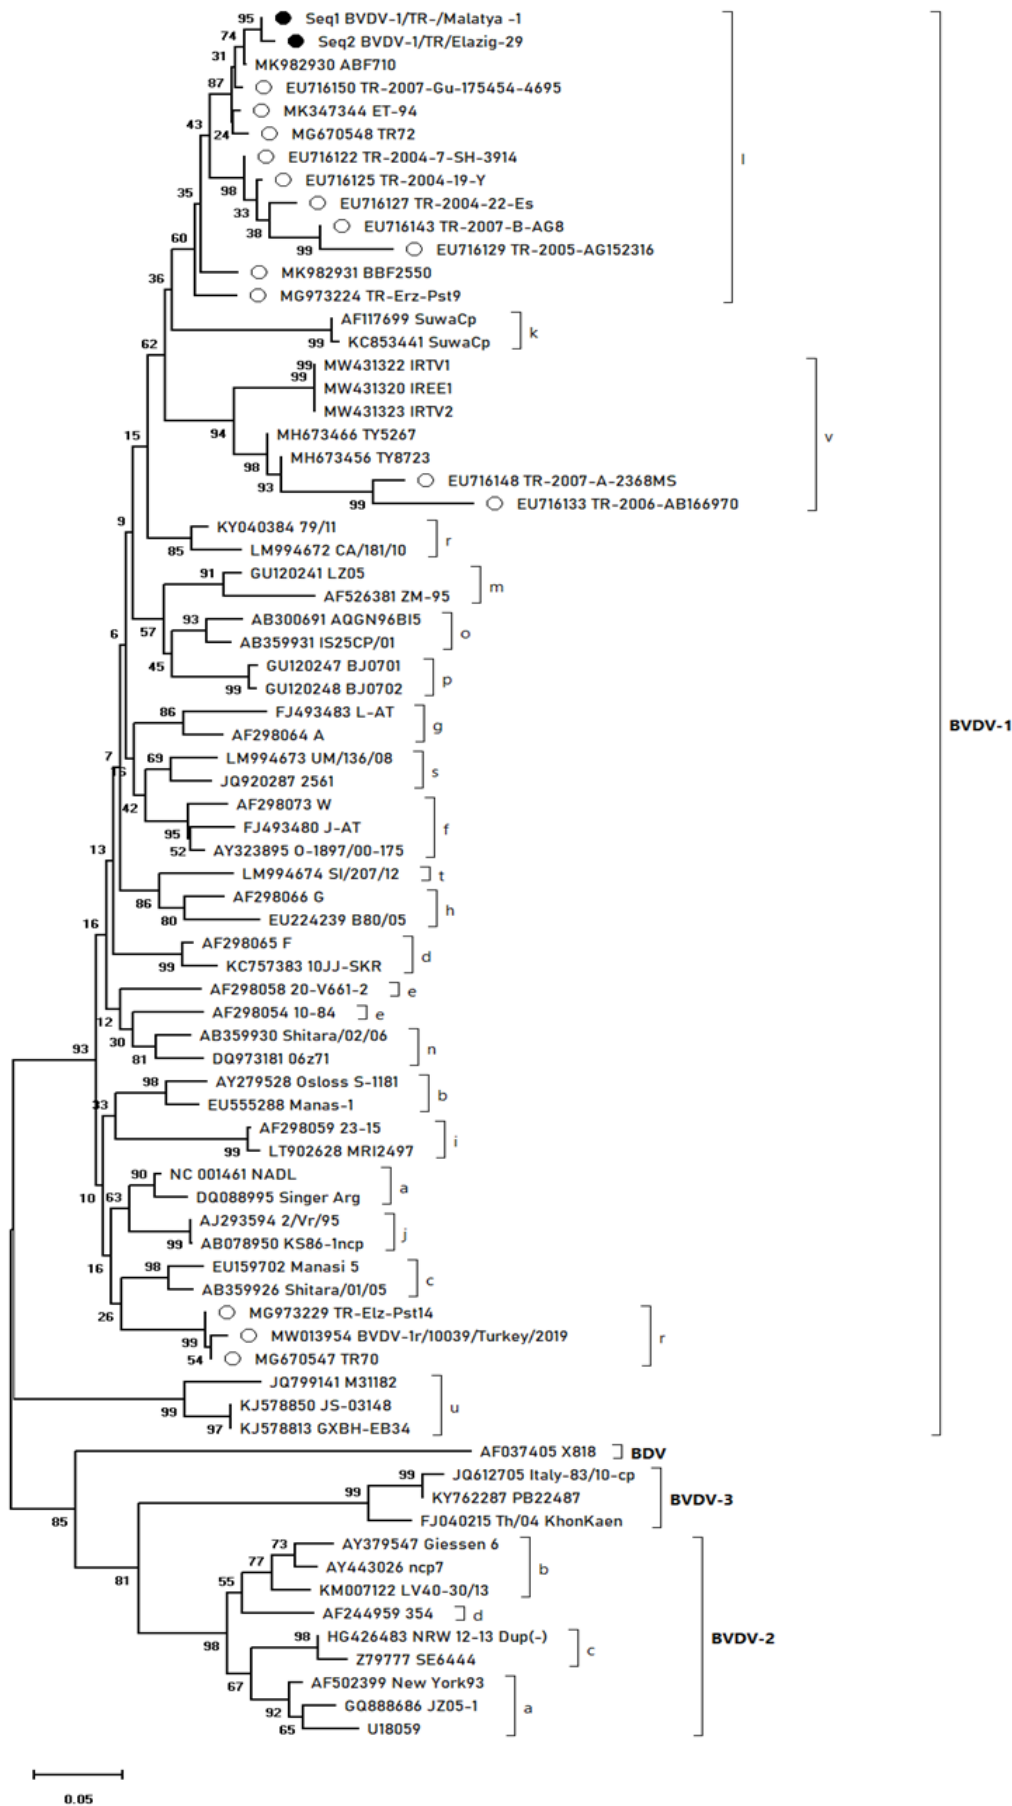 95 Seq1 BVDV-1/TR-/Malatya -1
74 Seq2 BVDV-1/TR/Elazig-29
31 MK982930 ABF710
87 EU716150 TR-2007-Gu-175454-4695
MK347344 ET-94
43 24 MG670548 TR72
EU716122 TR-2004-7-SH-3914 l
98 EU716125 TR-2004-19-Y
35 33 EU716127 TR-2004-22-Es
38 EU716143 TR-2007-B-AG8
60 99 EU716129 TR-2005-AG152316
36 MK982931 BBF2550
MG973224 TR-Erz-Pst9
AF117699 SuwaCp k
62 99 KC853441 SuwaCp
99 MW431322 IRTV1
99 MW431320 IREE1
MW431323 IRTV2
15 94 MH673466 TY5267 v
98 MH673456 TY8723
93 EU716148 TR-2007-A-2368MS
99 EU716133 TR-2006-AB166970
9 KY040384 79/11 r
85 LM994672 CA/181/10
91 GU120241 LZ05 m
AF526381 ZM-95
6 57 93 AB300691 AQGN96BI5 o
AB359931 IS25CP/01
45 GU120247 BJ0701 p
99 GU120248 BJ0702
86 FJ493483 L-AT g
AF298064 A BVDV-1
7 69 LM994673 UM/136/08 s
15 JQ920287 2561
42 AF298073 W
95 FJ493480 J-AT f
52 AY323895 O-1897/00-175
13 LM994674 SI/207/12 t
86 AF298066 G h
80 EU224239 B80/05
16 AF298065 F d
99 KC757383 10JJ-SKR
AF298058 20-V661-2 e
12 AF298054 10-84 e
30 AB359930 Shitara/02/06 n
93 81 DQ973181 06z71
98 AY279528 Osloss S-1181 b
33 EU555288 Manas-1
AF298059 23-15 i
99 LT902628 MRI2497
90 NC 001461 NADL a
10 63 DQ088995 Singer Arg
AJ293594 2/Vr/95 j
99 AB078950 KS86-1ncp
16 98 EU159702 Manasi 5 c
AB359926 Shitara/01/05
26 MG973229 TR-Elz-Pst14
99 MW013954 BVDV-1r/10039/Turkey/2019 r
54 MG670547 TR70
JQ799141 M31182
99 KJ578850 JS-03148 u
97 KJ578813 GXBH-EB34
AF037405 X818 BDV
99 JQ612705 Italy-83/10-cp
99 KY762287 PB22487 BVDV-3
85 FJ040215 Th/04 KhonKaen
73 AY379547 Giessen 6
77 AY443026 ncp7 b
81 55 KM007122 LV40-30/13
AF244959 354 d
98 98 HG426483 NRW 12-13 Dup(-) c BVDV-2
Z79777 SE6444
67 AF502399 New York93
92 GQ888686 JZ05-1 a
65 U18059
0.05